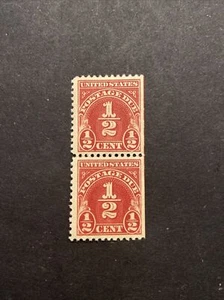 UNITED STATES
POSTAGE DUE
1/2
1/2 CENT 1/2
UNITED STATES
POSTAGE DUE
1/2
1/2 CENT 1/2